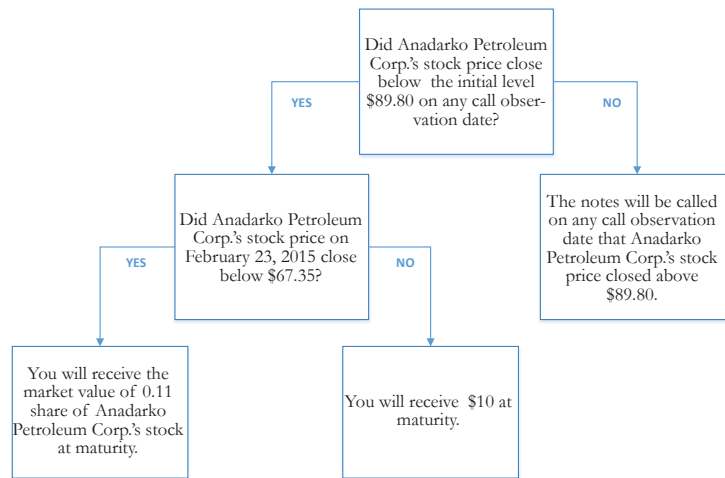 Did Anadarko Petroleum
Corp.'s stock price close
below the initial level
$89.80 on any call obser-
vation date?
YES
NO
Did Anadarko Petroleum
Corp.'s stock price on
February 23, 2015 close
below $67.35?
The notes will be called
on any call observation
date that Anadarko
Petroleum Corp.'s stock
price closed above
$89.80.
YES
NO
You will receive the
market value of 0.11
share of Anadarko
Petroleum Corp.'s stock
at maturity.
You will receive $10 at
maturity.